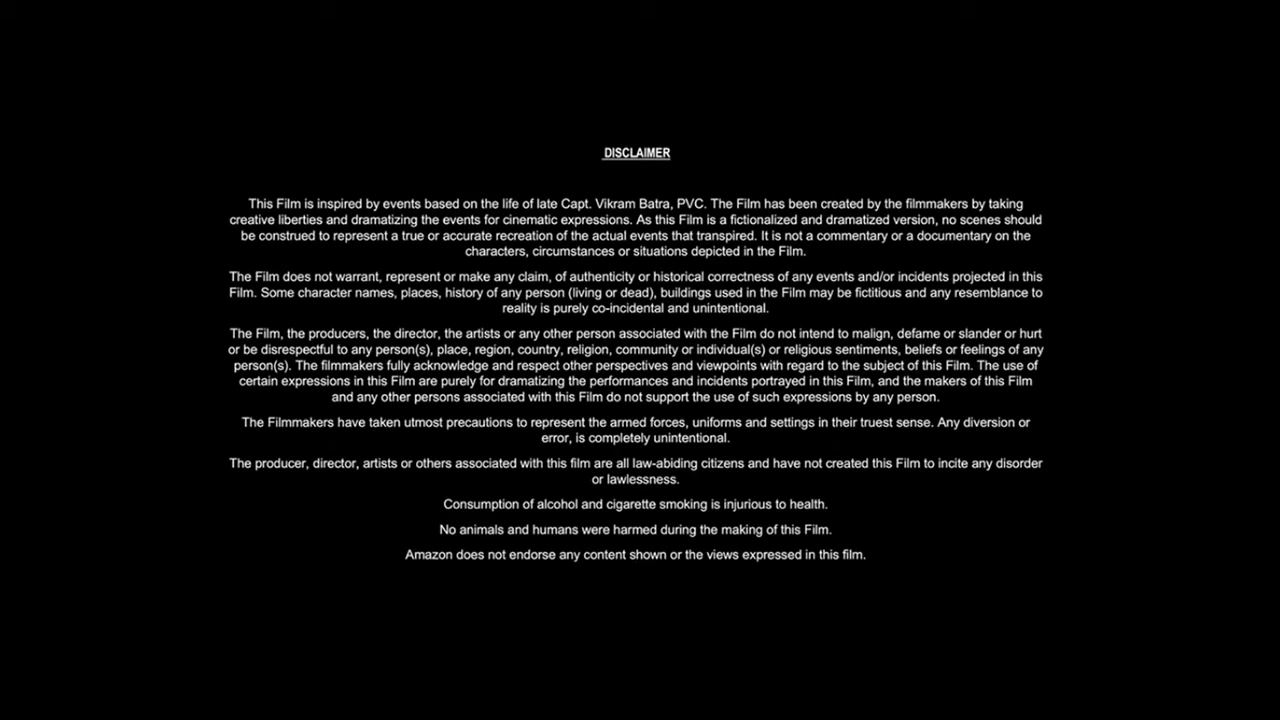 DISCLAIMER
This Film is inspired by events based on the life of late Capt. Vikram Batra, PVC. The Film has been created by the filmmakers by taking
creative liberties and dramatizing the events for cinematic expressions. As this Film is a fictionalized and dramatized version, no scenes should
be construed to represent a true or accurate recreation of the actual events that transpired. It is not a commentary or a documentary on the
characters, circumstances or situations depicted in the Film.
The Film does not warrant, represent or make any claim, of authenticity or historical correctness of any events and/or incidents projected in this
Film. Some character names, places, history of any person (living or dead), buildings used in the Film may be fictitious and any resemblance to
reality is purely co-incidental and unintentional.
The Film, the producers, the director, the artists or any other person associated with the Film do not intend to malign, defame or slander or hurt
or be disrespectful to any person(s), place, region, country, religion, community or individual(s) or religious sentiments, beliefs or feelings of any
person(s). The filmmakers fully acknowledge and respect other perspectives and viewpoints with regard to the subject of this Film. The use of
certain expressions in this Film are purely for dramatizing the performances and incidents portrayed in this Film, and the makers of this Film
and any other persons associated with this Film do not support the use of such expressions by any person.
The Filmmakers have taken utmost precautions to represent the armed forces, uniforms and settings in their truest sense. Any diversion or
error, is completely unintentional.
The producer, director, artists or others associated with this film are all law-abiding citizens and have not created this Film to incite any disorder
or lawlessness.
Consumption of alcohol and cigarette smoking is injurious to health.
No animals and humans were harmed during the making of this Film.
Amazon does not endorse any content shown or the views expressed in this film.